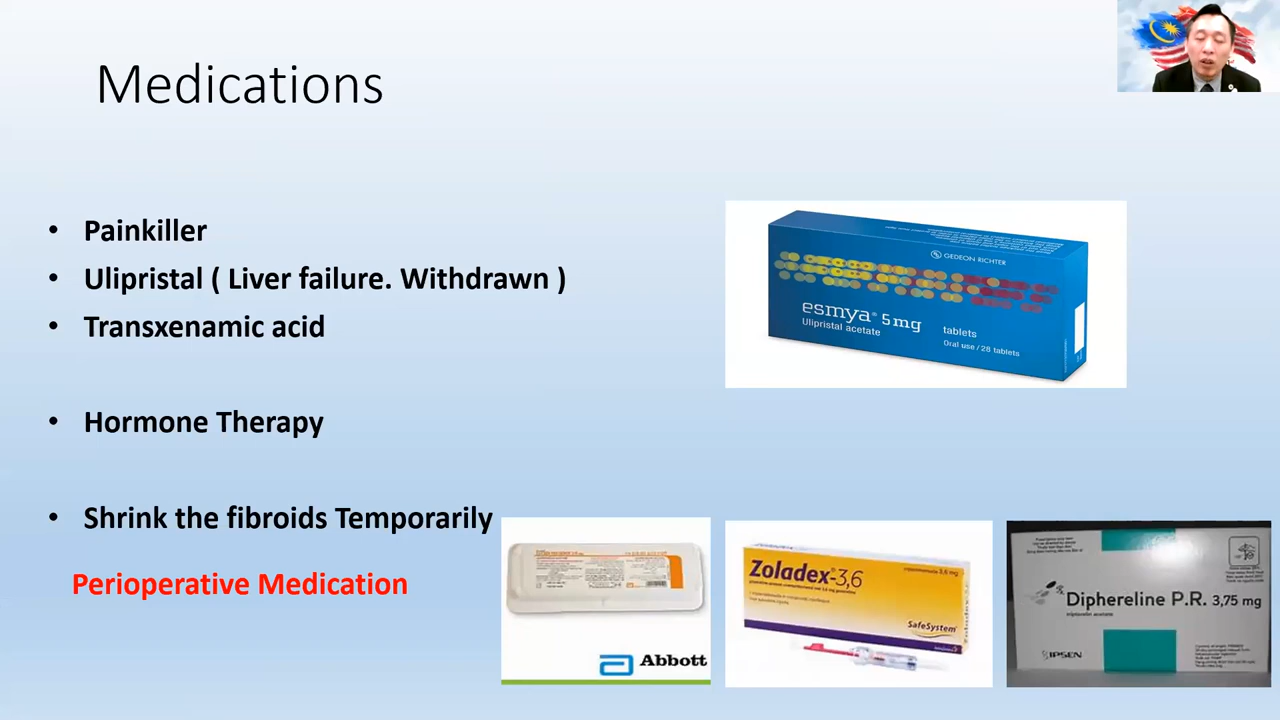 Medications
• Painkiller
• Ulipristal ( Liver failure. Withdrawn )
• Transxenamic acid
• Hormone Therapy
• Shrink the fibroids Temporarily
Perioperative Medication
GEDEON RICHTER
esmya® 5mg
Ulipristal acetate
tablets
Oral use / 28 tablets
Abbott
Zoladex®-3,6
SafeSystem
Diphereline P.R. 3,75 mg
IPSEN